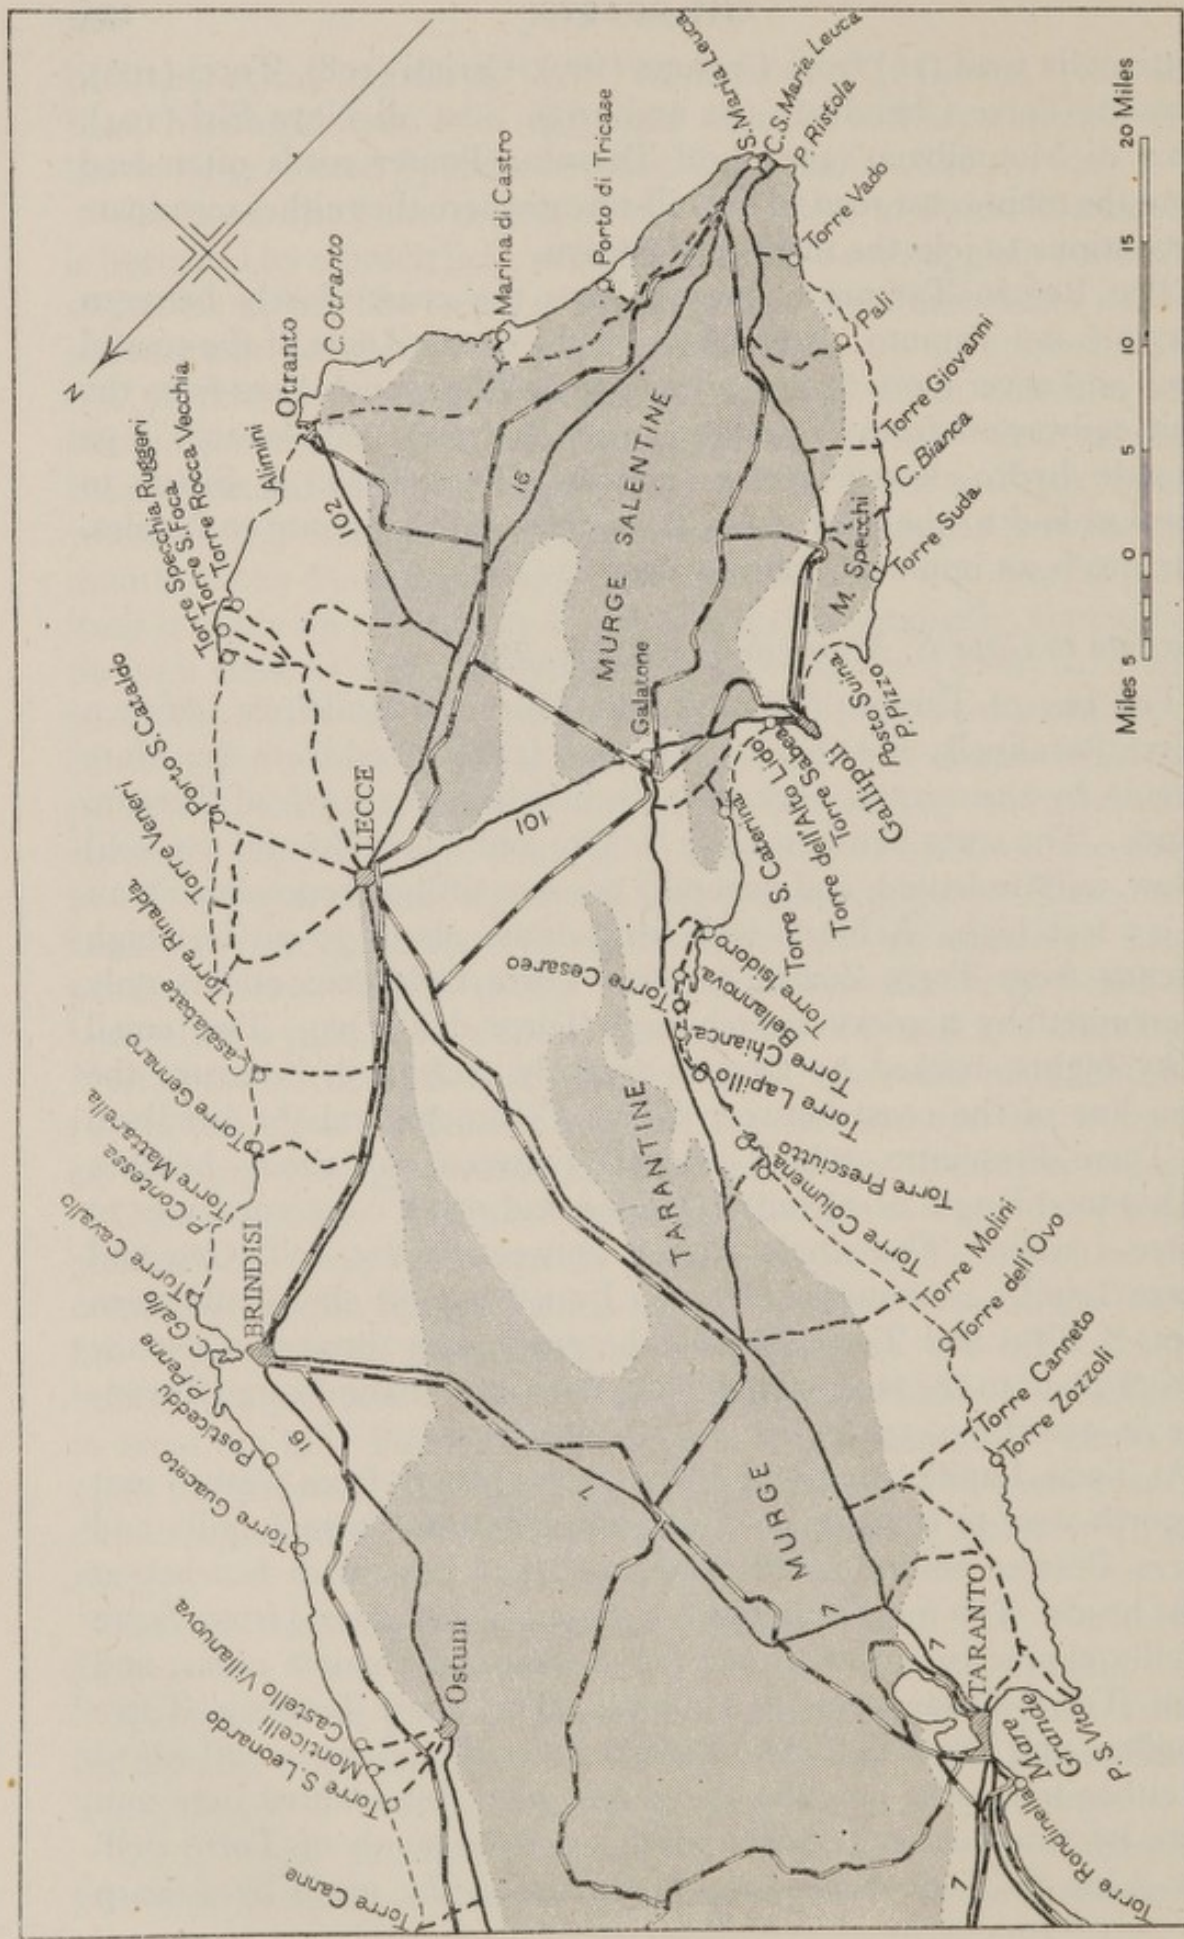 N
S. Maria Leuca
C.S. Maria Leuca
P. Ristola
Porto di Tricase
Marina di Castro
Torre Vado
C. Otranto
Otranto
Pali
Torre Giovanni
C. Bianca
Torre Suda
M. Specchi
MURGE SALENTINE
16
102
Alimini
Torre Specchia Ruggeri
Torre S. Foca
Torre Rocca Vecchia
Posto Suina
P. Pizzo
Gallipoli
Torre Sabea
Torre dell'Alto Lido
Torre S. Caterina
Galatone
101
LECCE
Porto S. Cataldo
Torre Veneri
Torre Rinalda
Casalabate
Torre Gennaro
Torre Mattarella
P. Contessa
Torre Cavallo
Torre Isidoro
Bellannova
Torre Cesareo
Torre Chianca
Torre Lapillo
Torre Presciutto
Torre Columena
Torre Molini
Torre dell'Ovo
Torre Canneto
Torre Zozzoli
MURGE TARANTINE
BRINDISI
C. Gallo
P. Penne
Posticeddu
Torre Guaceto
16
7
7
7
Castello Villanuova
Monticelli
Torre S. Leonardo
Ostuni
Torre Canne
TARANTO
Mare
Grande
P. S. Vito
Torre Rondinella
7
Miles 5 0 5 10 15 20 Miles